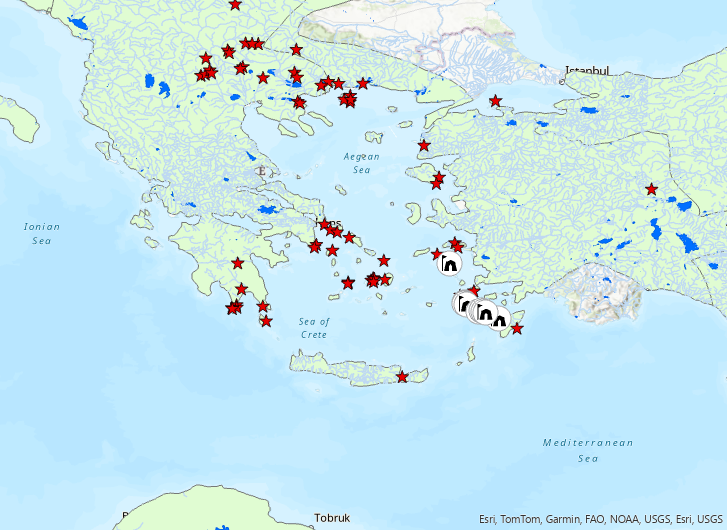 Istanbul
Aegean
Sea
Ionian
Sea
Sea of
Crete
Mediterranean
Sea
Tobruk
Esri, TomTom, Garmin, FAO, NOAA, USGS, Esri, USGS